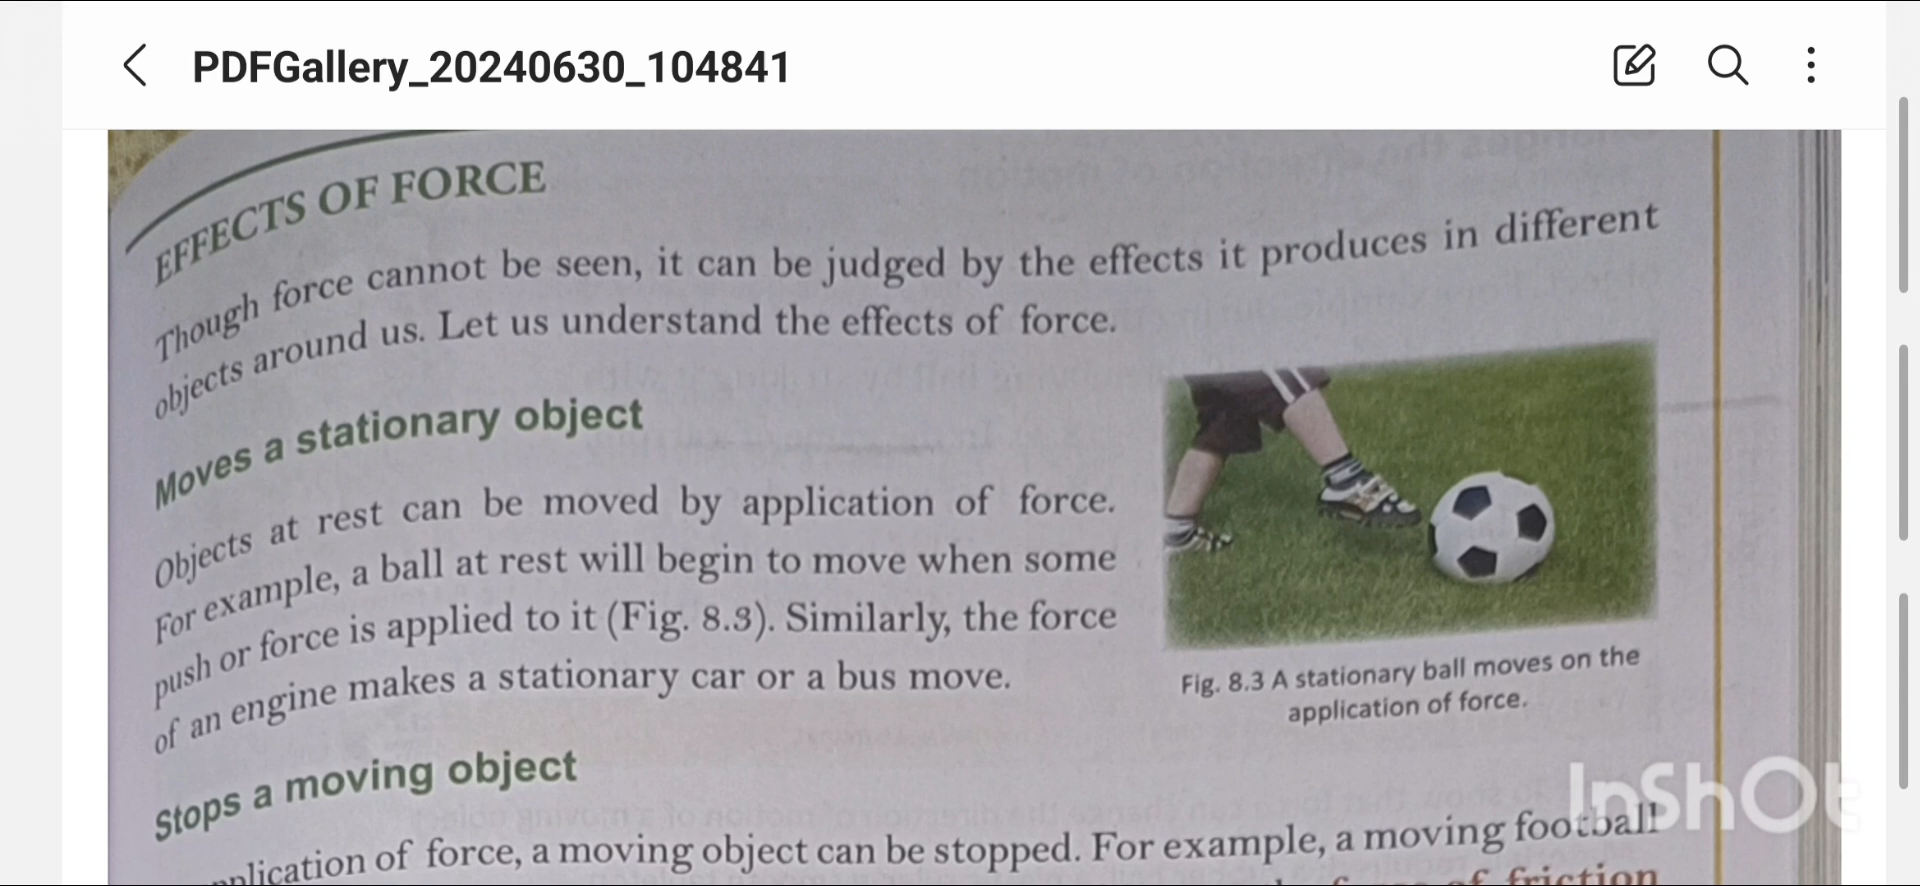 PDFGallery_20240630_104841
EFFECTS OF FORCE
Though force cannot be seen, it can be judged by the effects it produces in different
objects around us. Let us understand the effects of force.
Moves a stationary object
Objects at rest can be moved by application of force.
For example, a ball at rest will begin to move when some
push or force is applied to it (Fig. 8.3). Similarly, the force
of an engine makes a stationary car or a bus move.
Fig. 8.3 A stationary ball moves on the
application of force.
Stops a moving object
of force, a moving object can be stopped. For example, a moving football
of friction
InShOt